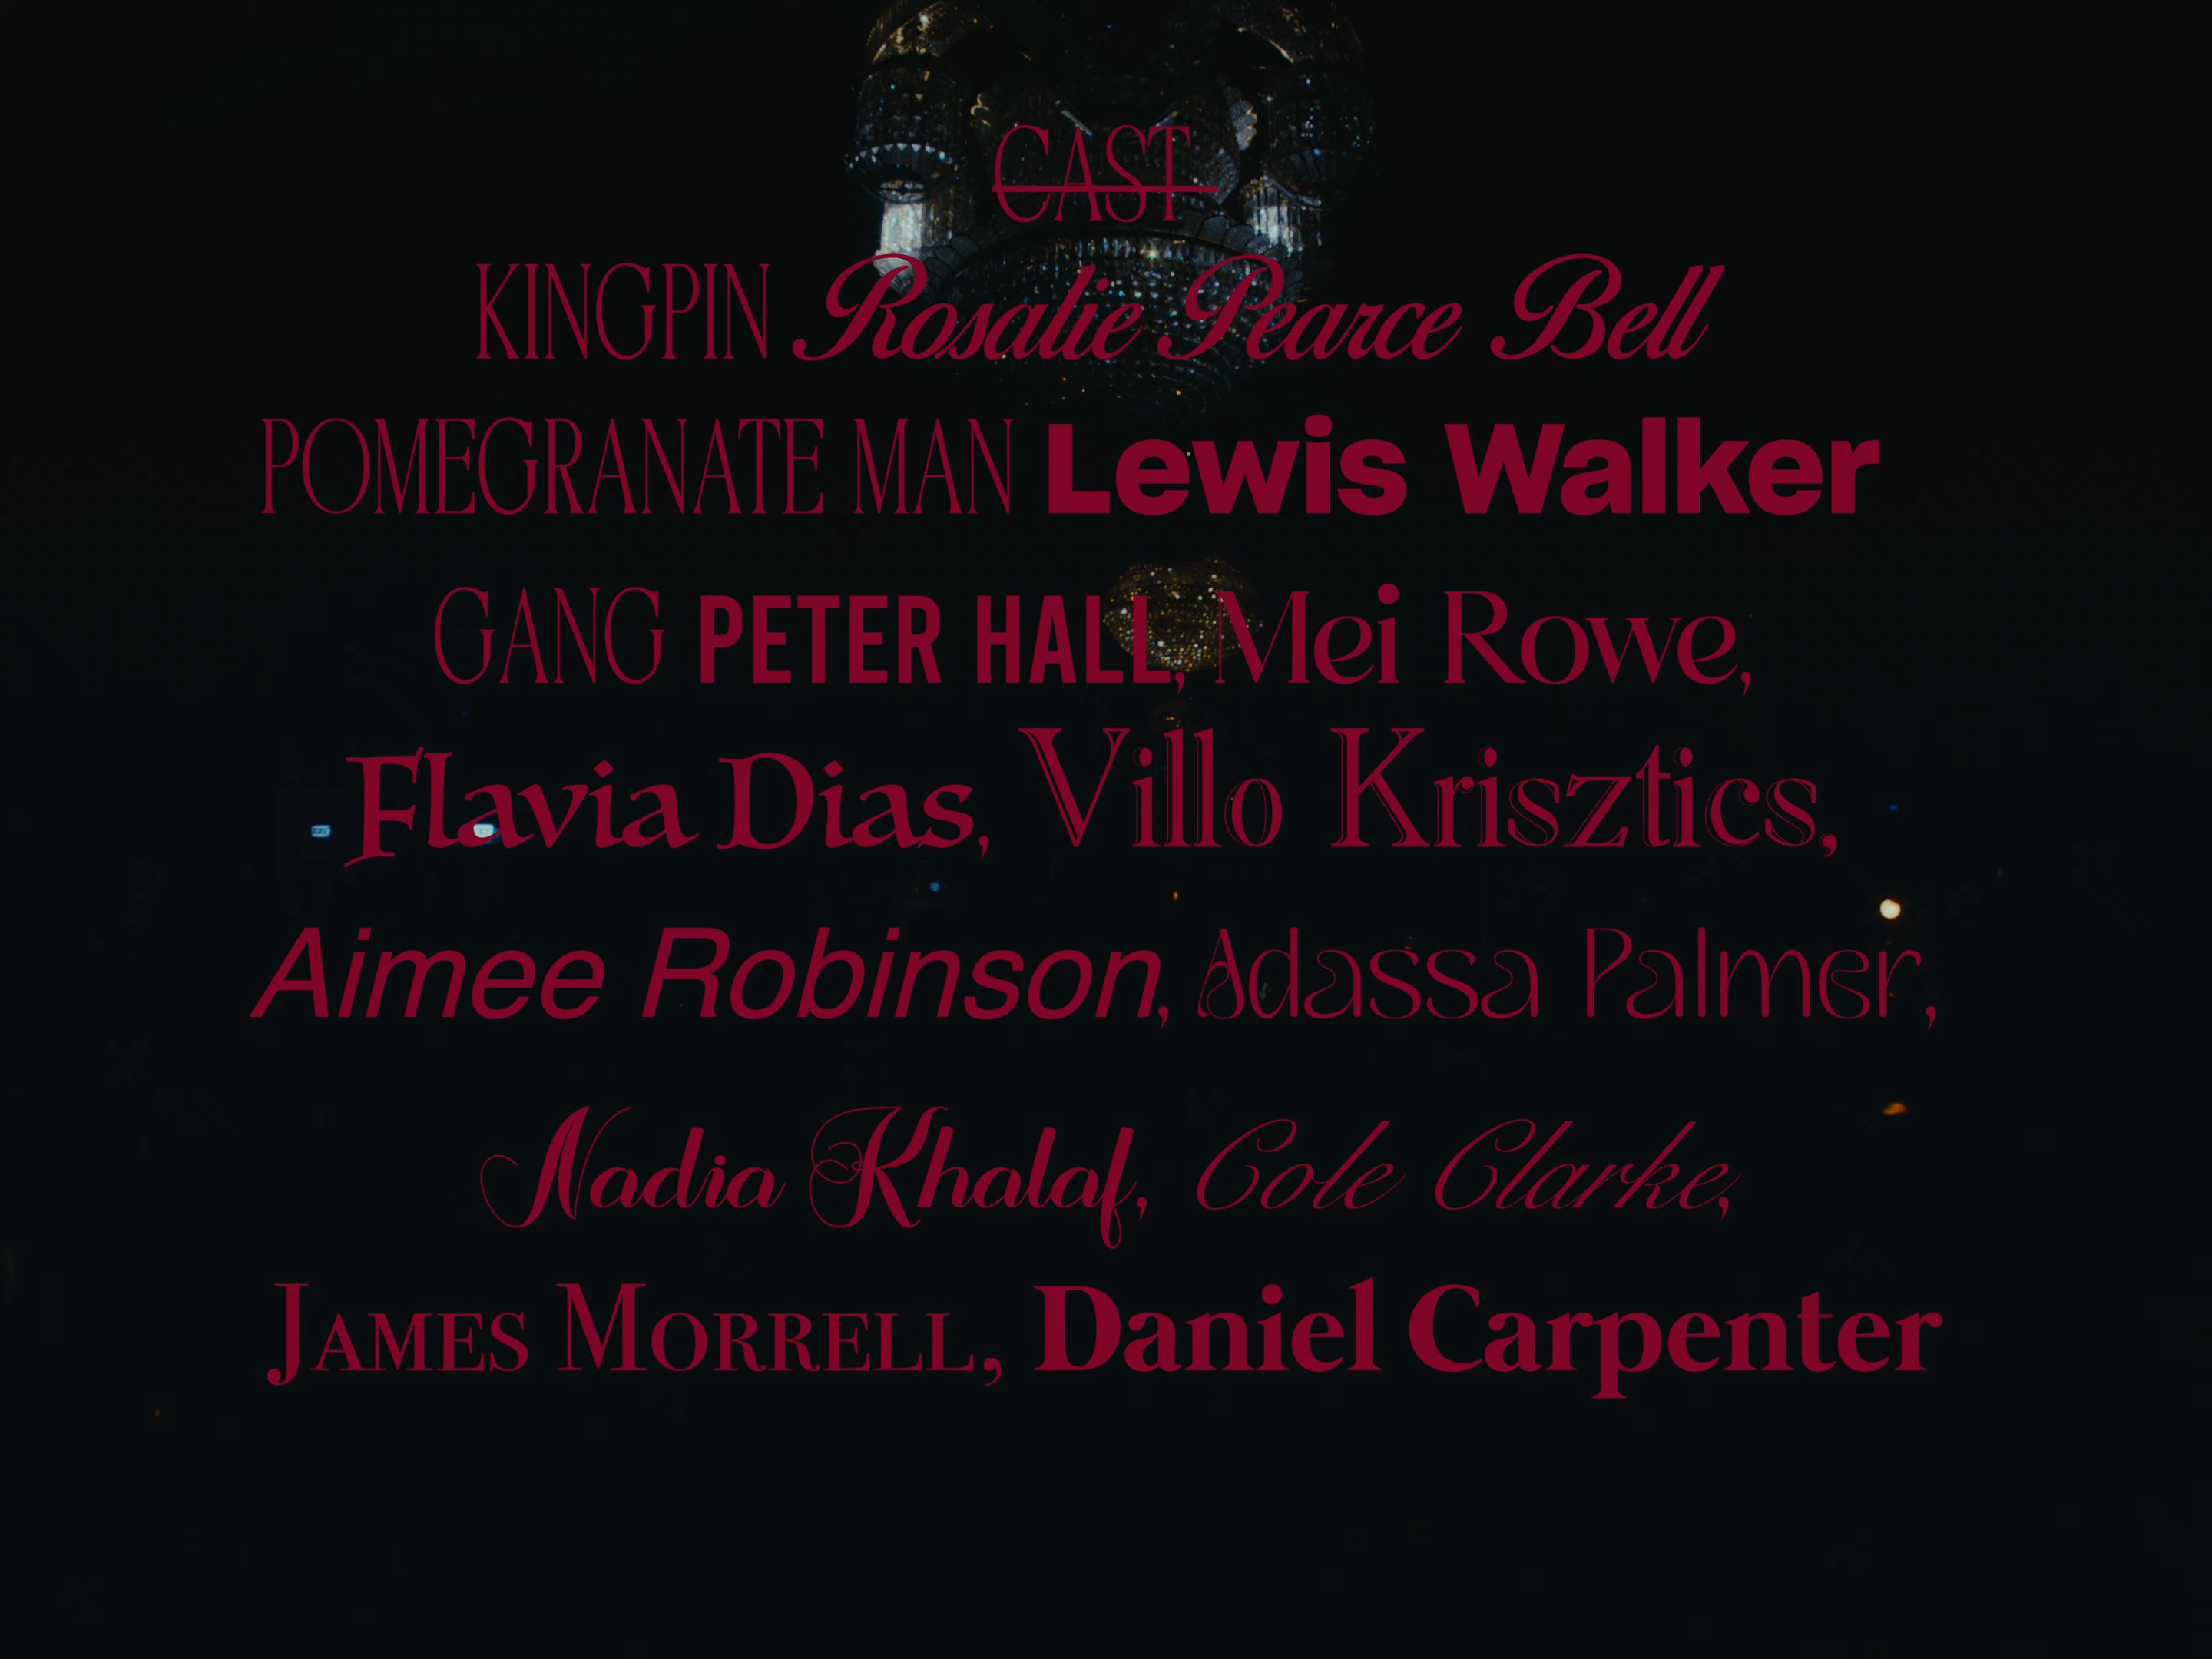 CAST
KINGPIN Rosalie Pearce Bell
POMEGRANATE MAN Lewis Walker
GANG PETER HALL, Mei Rowe,
Flavia Dias, Villo Krisztics,
Aimee Robinson, Adassa Palmer,
Nadia Khalaf, Cole Clarke,
James Morrell, Daniel Carpenter